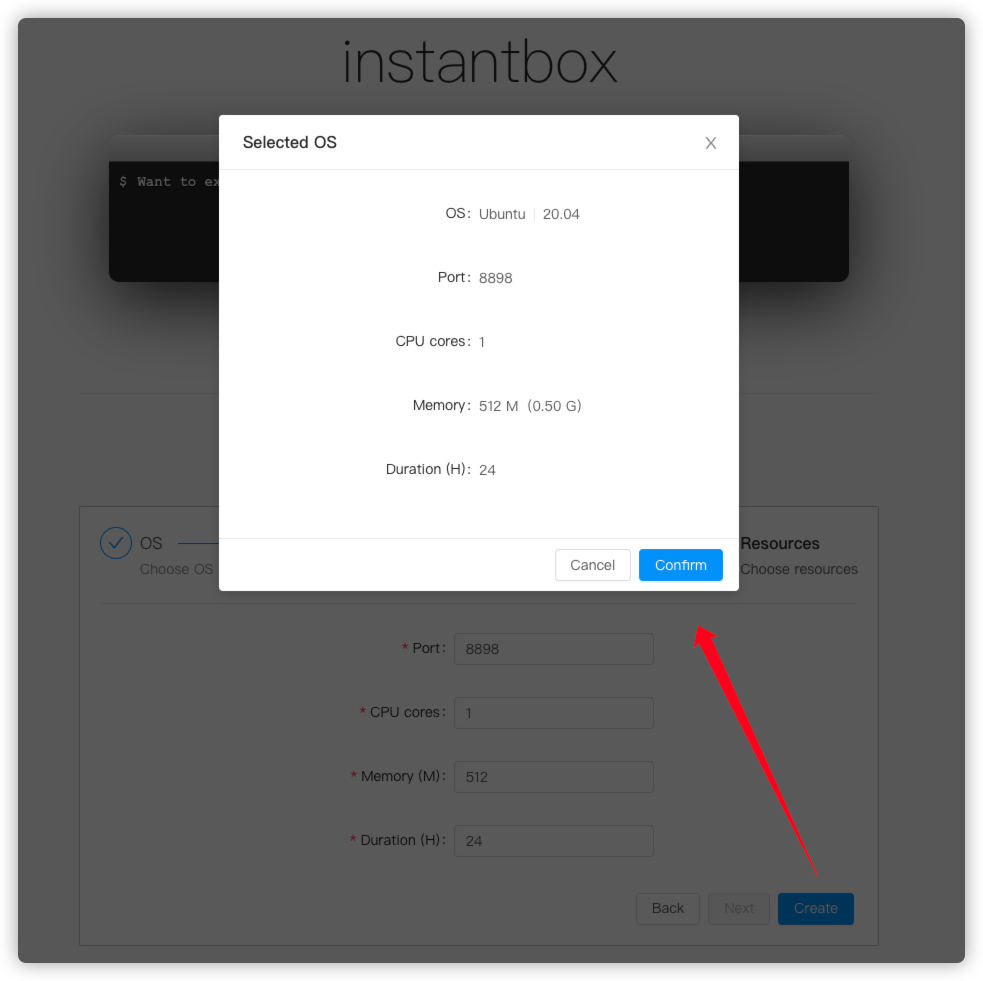 instantbox
Selected OS
$ Want to ex
OS: Ubuntu 20.04
Port: 8898
CPU cores: 1
Memory: 512 M (0.50 G)
Duration (H): 24
Cancel Confirm
OS
Choose OS
Resources
Choose resources
* Port: 8898
* CPU cores: 1
* Memory (M): 512
* Duration (H): 24
Back Next Create